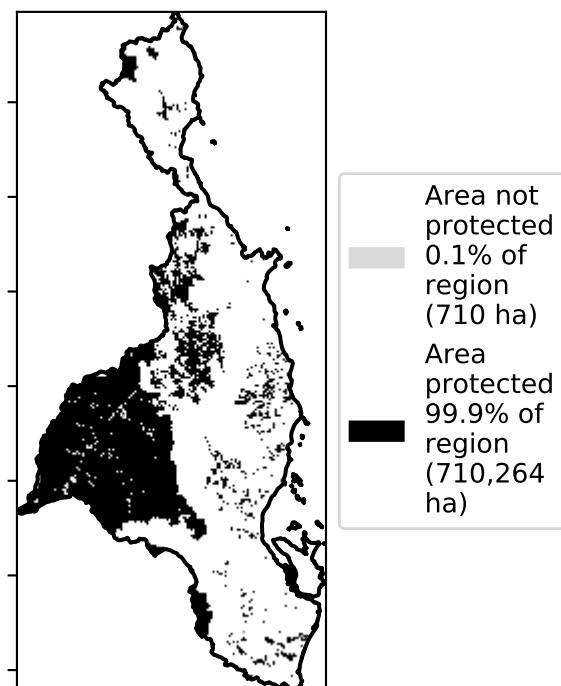 Area not
protected
0.1% of
region
(710 ha)
Area
protected
99.9% of
region
(710,264
ha)